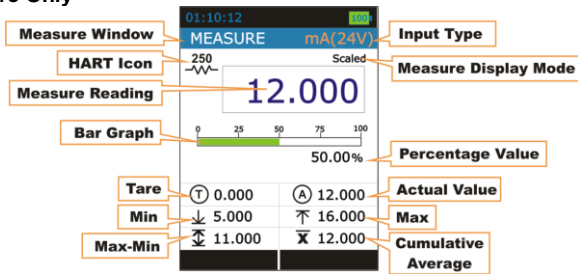 01:10:12 100
Measure Window MEASURE mA(24V) Input Type
HART Icon 250 Scaled Measure Display Mode
Measure Reading 12.000
Bar Graph 0 25 50 75 100
50.00% Percentage Value
Tare T 0.000 A 12.000 Actual Value
Min 5.000 16.000 Max
Max-Min 11.000 X 12.000 Cumulative
Average